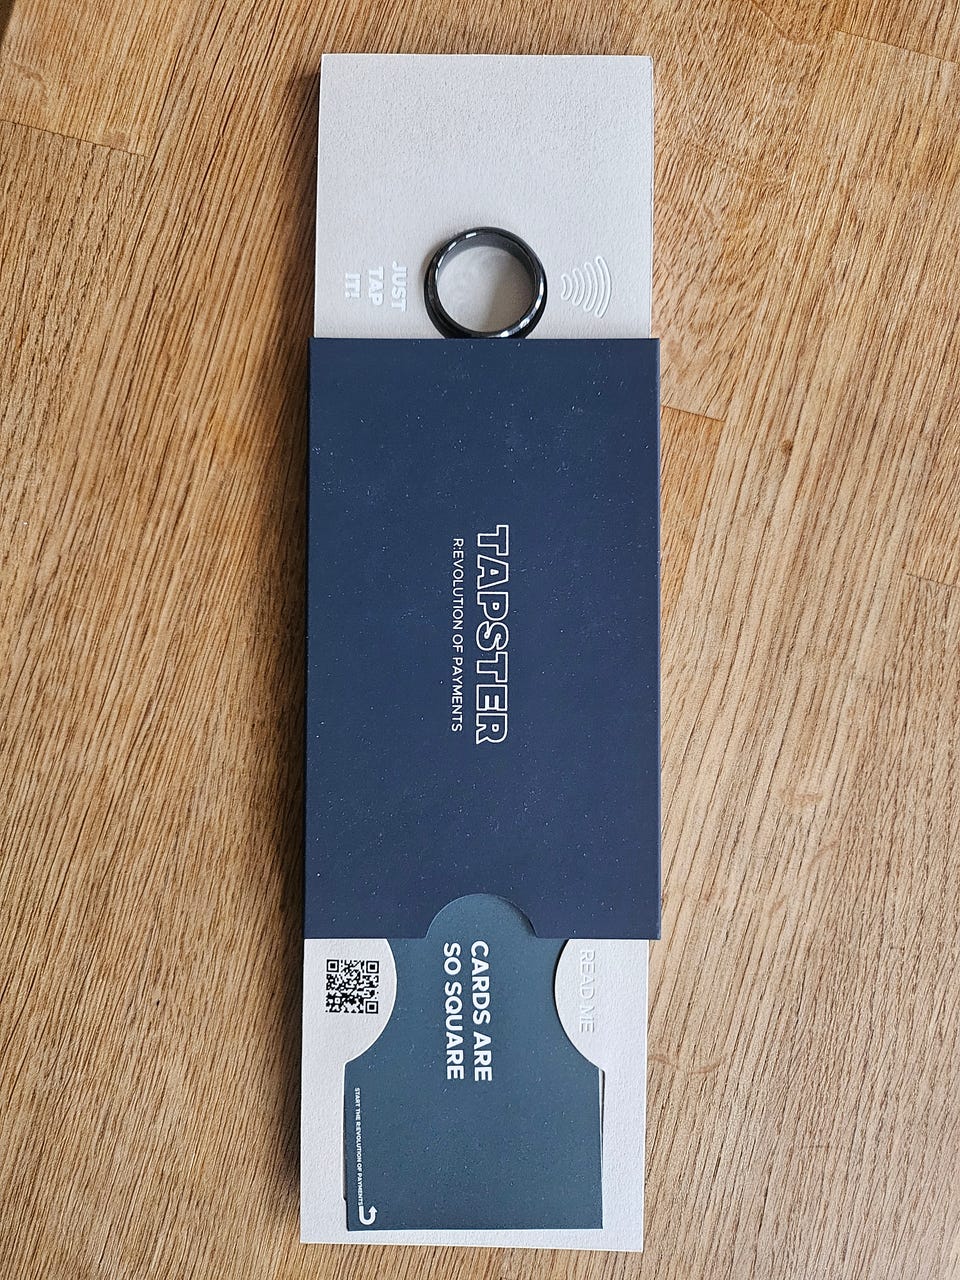 JUST
TAP
IT!
TAPSTER
R:EVOLUTION OF PAYMENTS
READ ME
CARDS ARE
SO SQUARE
START THE R:EVOLUTION OF PAYMENTS